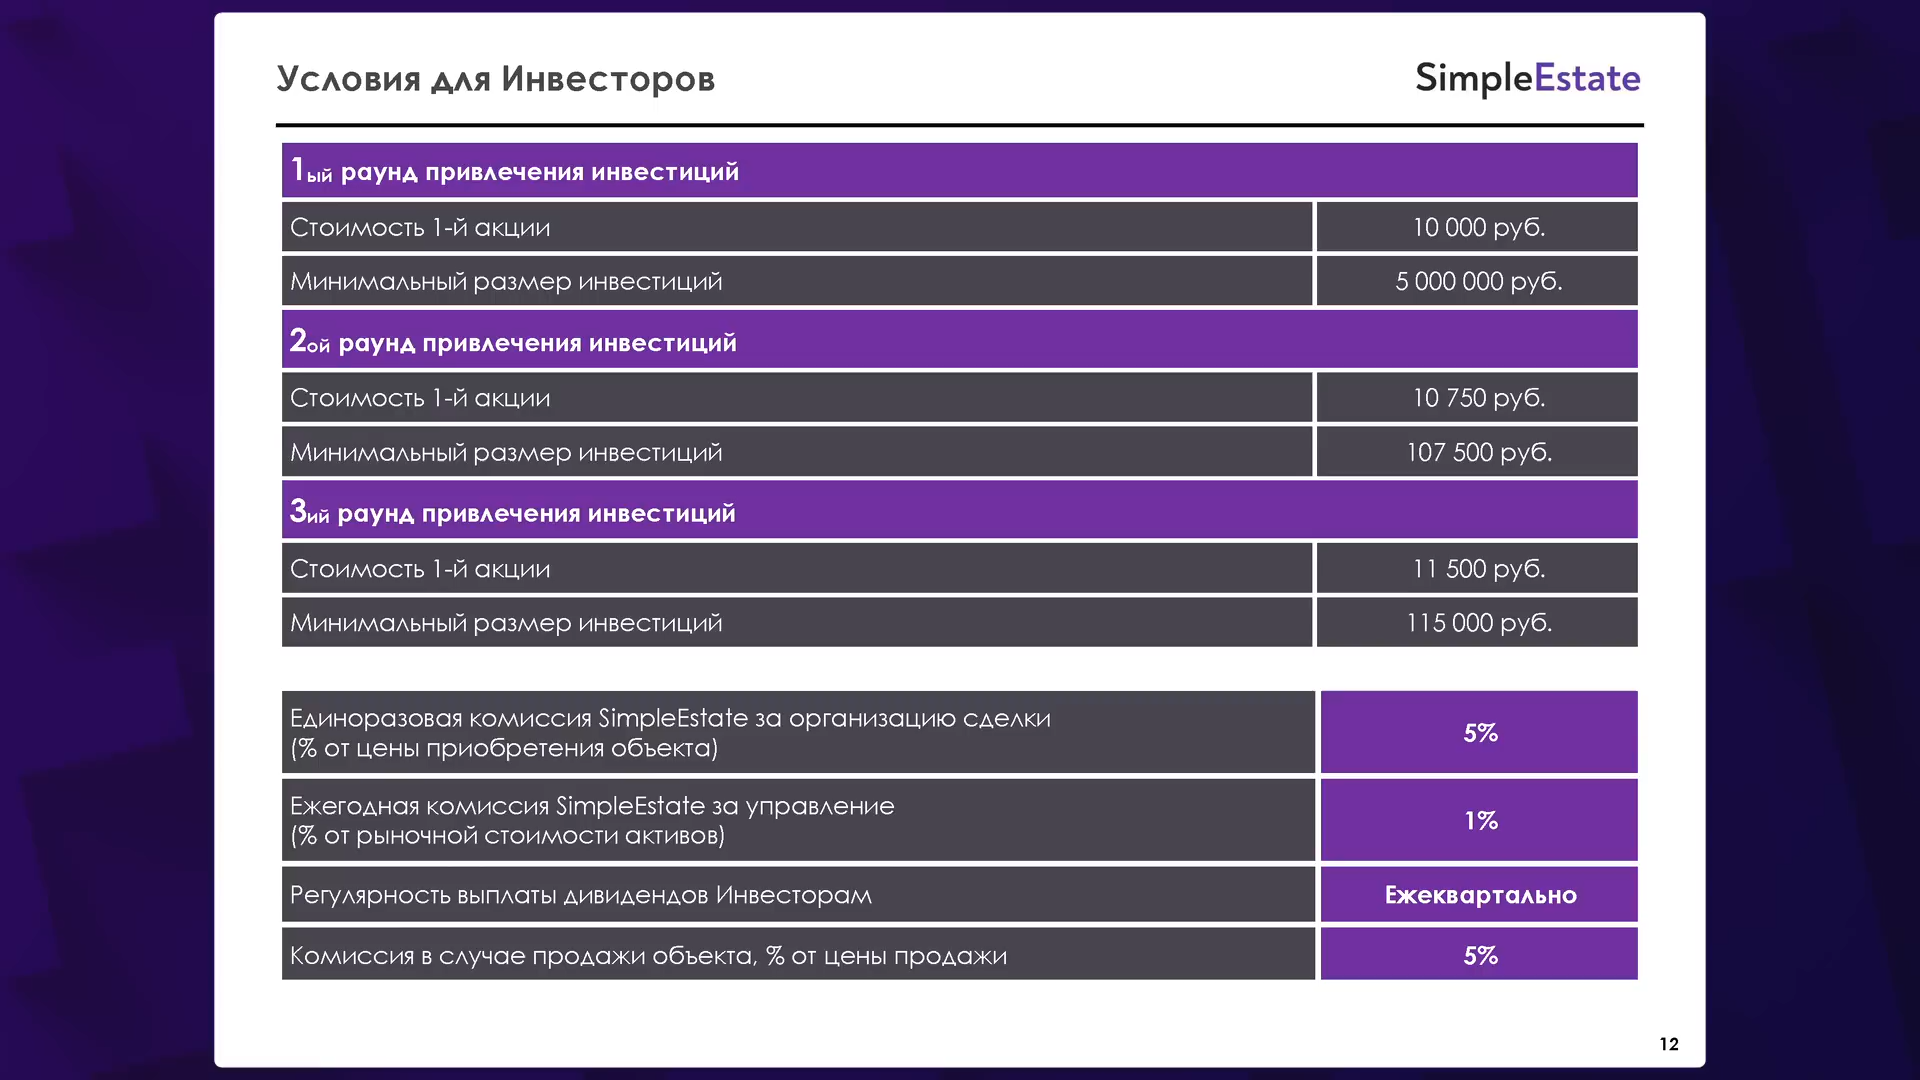 Условия для Инвесторов
SimpleEstate
1ый раунд привлечения инвестиций
Стоимость 1-й акции 10 000 руб.
Минимальный размер инвестиций 5 000 000 руб.
2ой раунд привлечения инвестиций
Стоимость 1-й акции 10 750 руб.
Минимальный размер инвестиций 107 500 руб.
3ий раунд привлечения инвестиций
Стоимость 1-й акции 11 500 руб.
Минимальный размер инвестиций 115 000 руб.
Единоразовая комиссия SimpleEstate за организацию сделки
(% от цены приобретения объекта) 5%
Ежегодная комиссия SimpleEstate за управление
(% от рыночной стоимости активов) 1%
Регулярность выплаты дивидендов Инвесторам Ежеквартально
Комиссия в случае продажи объекта, % от цены продажи 5%
12